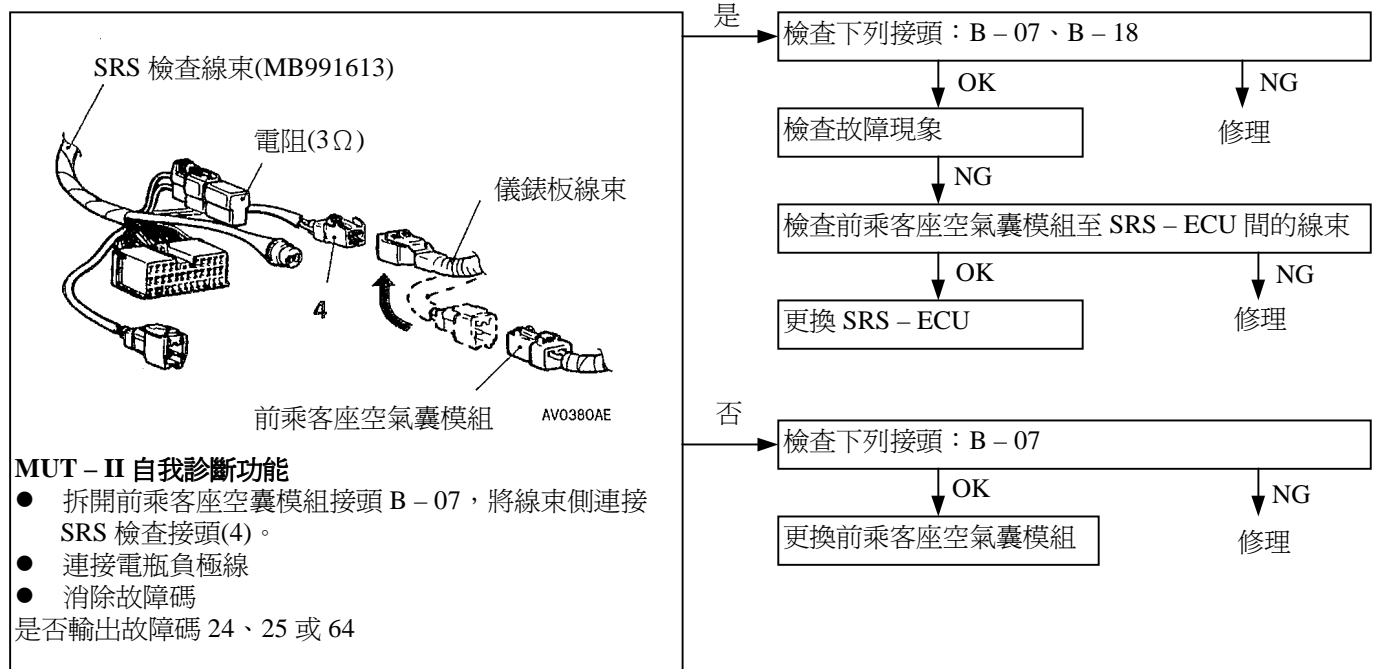 SRS 檢查線束(MB991613)
電阻(3Ω)
儀錶板線束
4
前乘客座空氣囊模組
AV0380AE
MUT – II 自我診斷功能
● 拆開前乘客座空囊模組接頭 B – 07，將線束側連接
SRS 檢查接頭(4)。
● 連接電瓶負極線
● 消除故障碼
是否輸出故障碼 24、25 或 64
是
檢查下列接頭：B – 07、B – 18
OK
NG
檢查故障現象
修理
NG
檢查前乘客座空氣囊模組至 SRS – ECU 間的線束
OK
NG
更換 SRS – ECU
修理
否
檢查下列接頭：B – 07
OK
NG
更換前乘客座空氣囊模組
修理